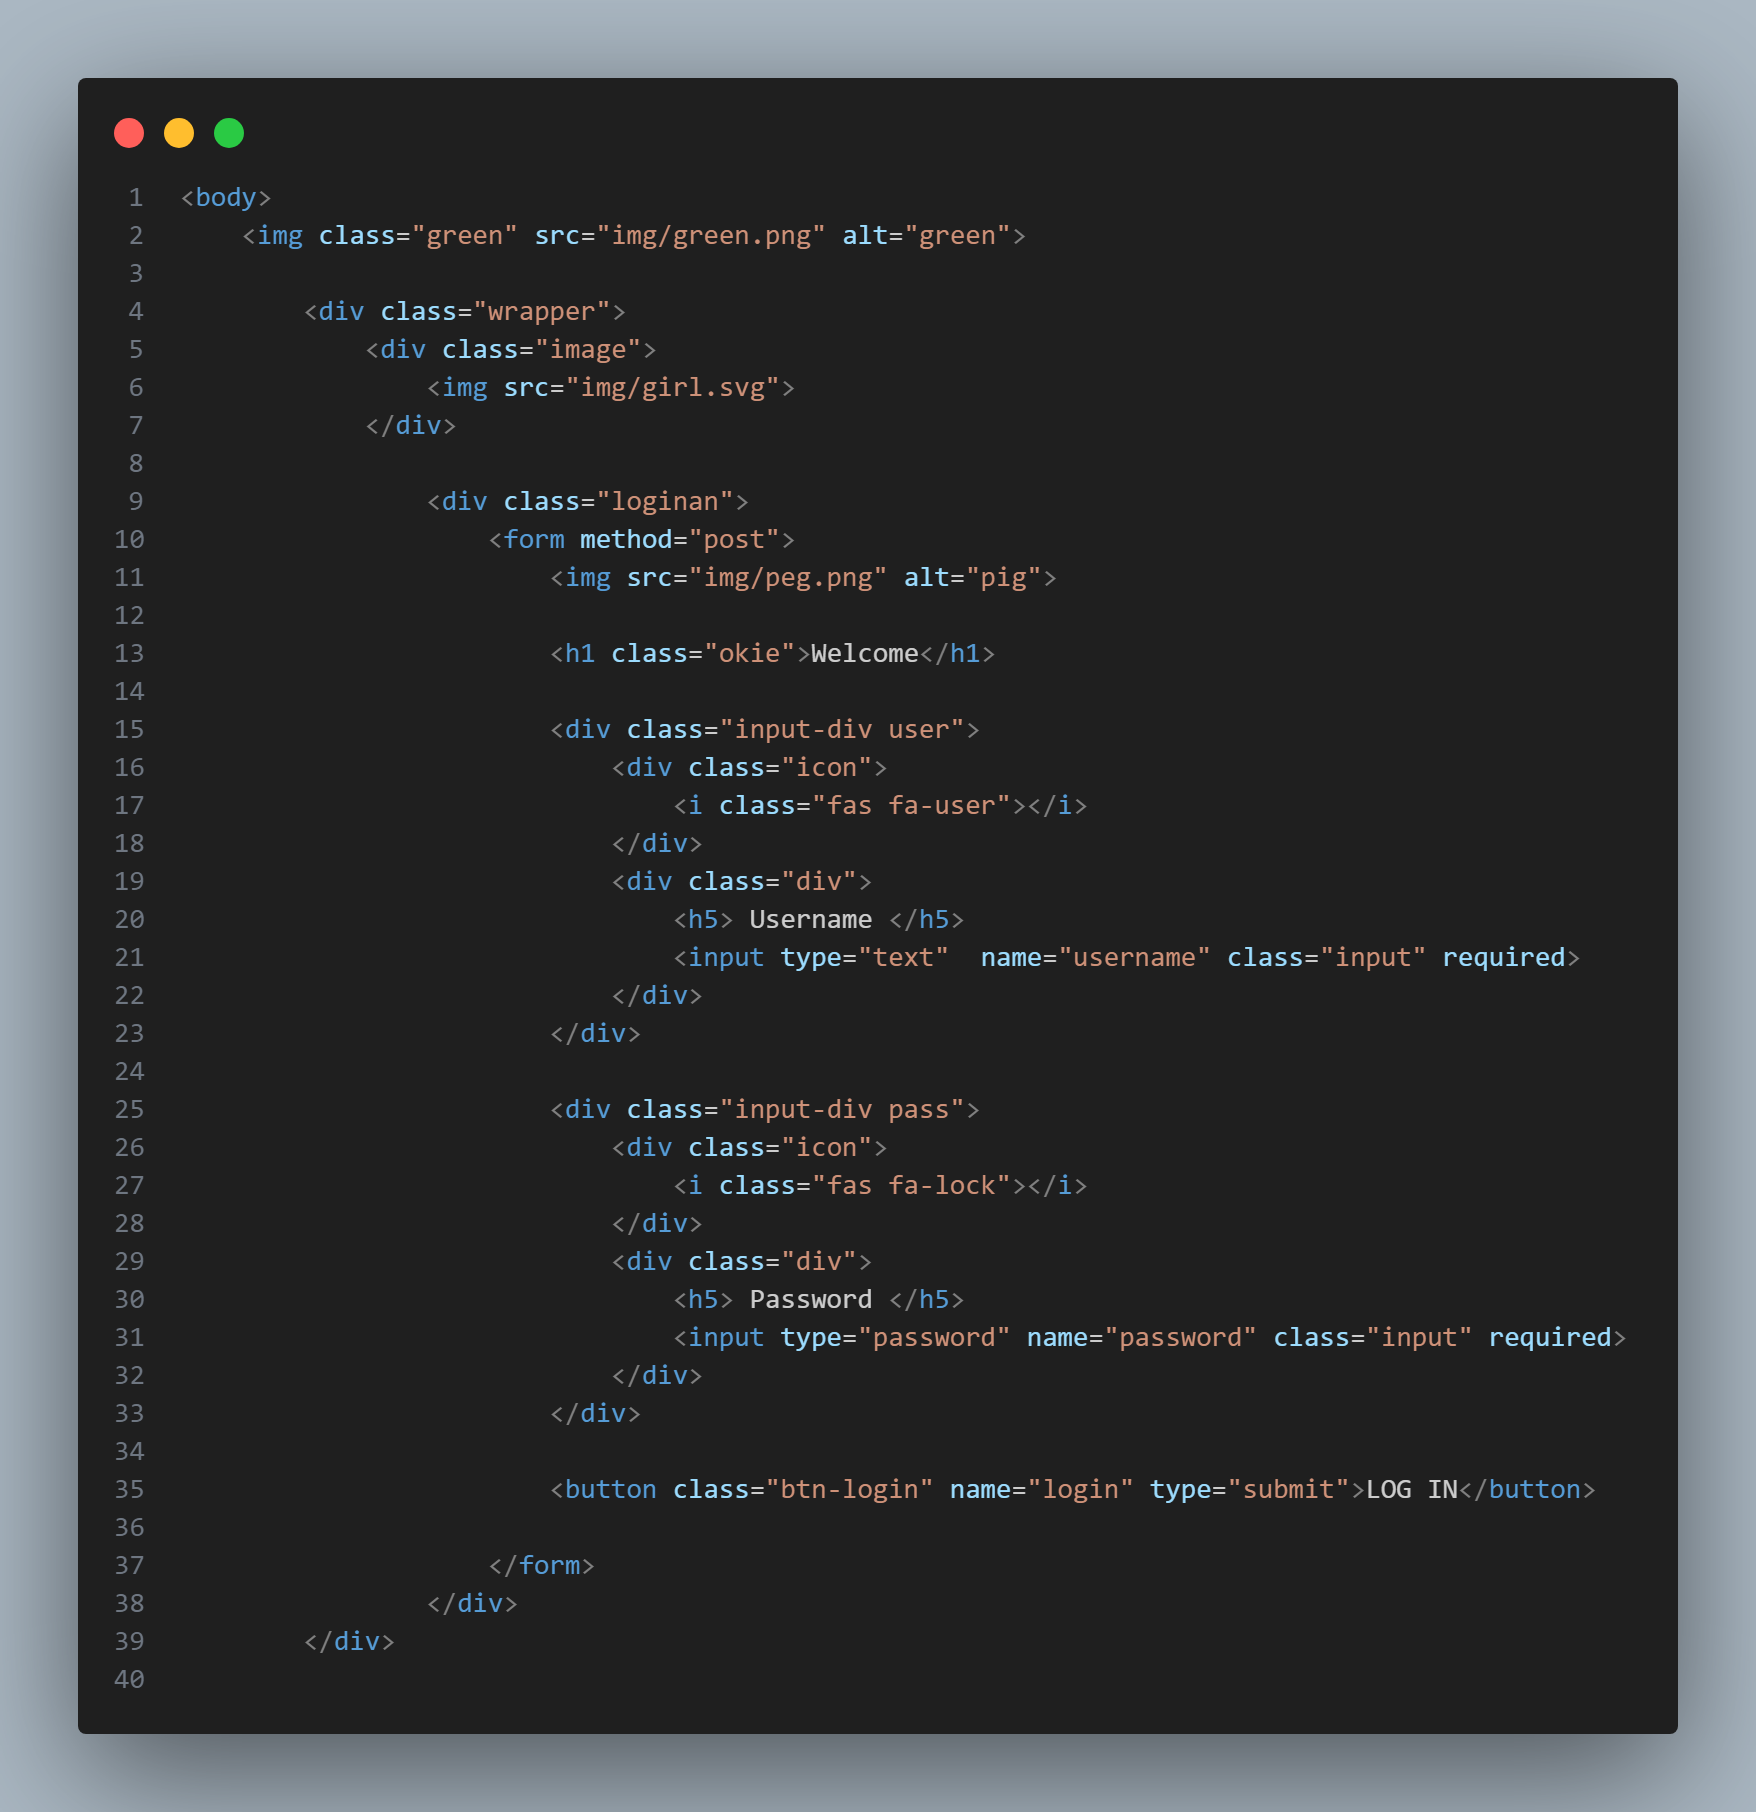 1 <body>
2     <img class="green" src="img/green.png" alt="green">
3
4         <div class="wrapper">
5             <div class="image">
6                 <img src="img/girl.svg">
7             </div>
8
9                 <div class="loginan">
10                     <form method="post">
11                         <img src="img/peg.png" alt="pig">
12
13                         <h1 class="okie">Welcome</h1>
14
15                         <div class="input-div user">
16                             <div class="icon">
17                                 <i class="fas fa-user"></i>
18                             </div>
19                             <div class="div">
20                                 <h5> Username </h5>
21                                 <input type="text"  name="username" class="input" required>
22                             </div>
23                         </div>
24
25                         <div class="input-div pass">
26                             <div class="icon">
27                                 <i class="fas fa-lock"></i>
28                             </div>
29                             <div class="div">
30                                 <h5> Password </h5>
31                                 <input type="password" name="password" class="input" required>
32                             </div>
33                         </div>
34
35                         <button class="btn-login" name="login" type="submit">LOG IN</button>
36
37                     </form>
38                 </div>
39         </div>
40